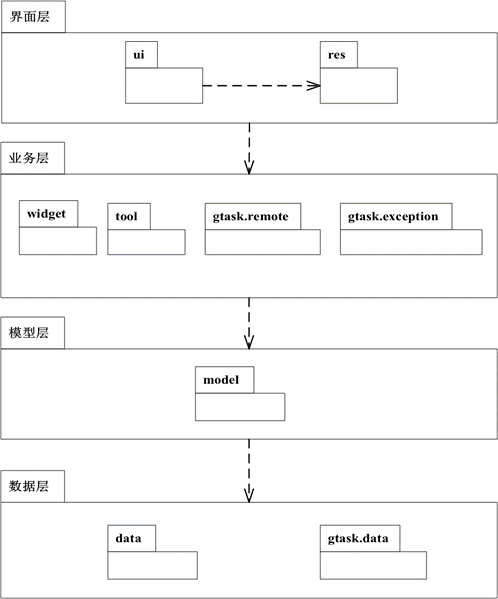 界面层
ui
res
业务层
widget
tool
gtask.remote
gtask.exception
模型层
model
数据层
data
gtask.data